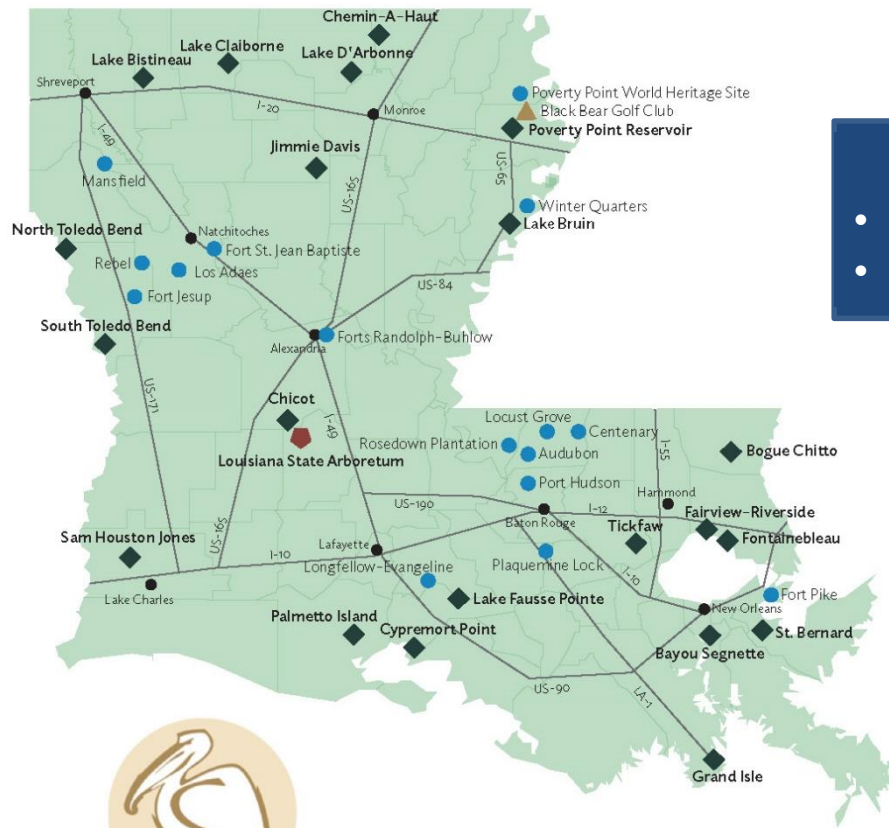 Chemin-A-Haut
Lake Claiborne
Lake D'Arbonne
Lake Bistineau
Shreveport
I-20
Monroe
Poverty Point World Heritage Site
Black Bear Golf Club
Poverty Point Reservoir
I-49
Mansfield
Jimmie Davis
US-165
US-65
Winter Quarters
Lake Bruin
North Toledo Bend
Natchitoches
Fort St. Jean Baptiste
Rebel
Los Adaes
Fort Jesup
US-84
South Toledo Bend
Alexandria
Forts Randolph-Buhlow
US-171
Chicot
I-49
Louisiana State Arboretum
Locust Grove
Centenary
Rosedown Plantation
Audubon
I-55
Bogue Chitto
Port Hudson
US-190
Hammond
I-12
Baton Rouge
Fairview-Riverside
Tickfaw
Fontainebleau
US-165
Sam Houston Jones
I-10
Lafayette
Longfellow-Evangeline
Plaquemine Lock
I-10
Lake Charles
Lake Fausse Pointe
Fort Pike
New Orleans
Palmetto Island
Cypremort Point
St. Bernard
Bayou Segnette
US-90
LA-1
Grand Isle